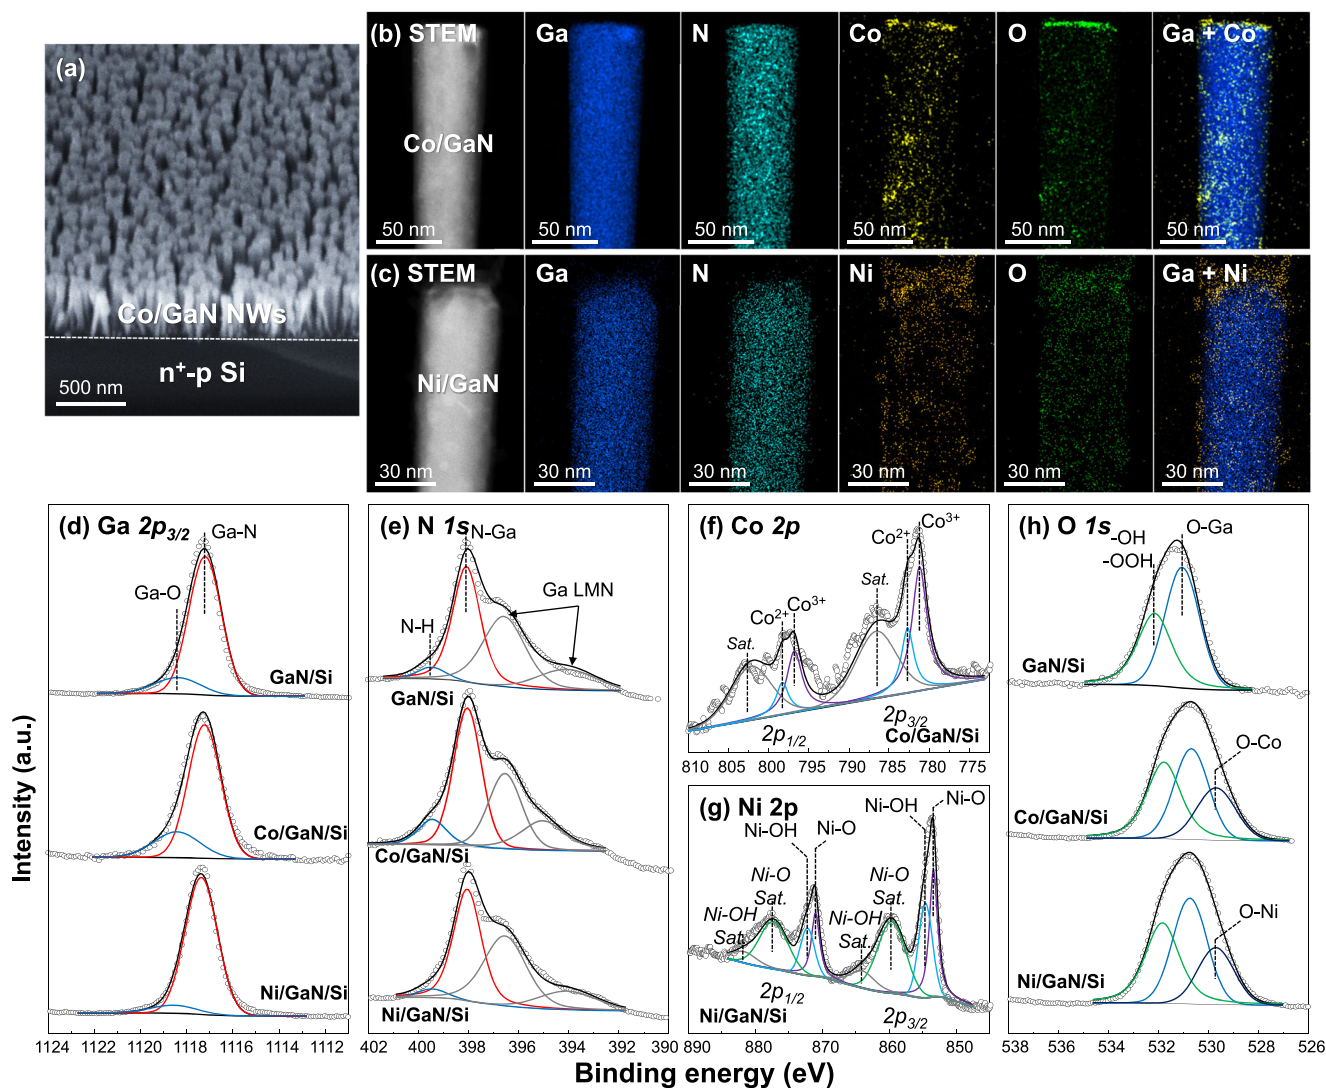 (a)
Co/GaN NWs
n⁺-p Si
500 nm
(b) STEM
Co/GaN
50 nm
Ga
50 nm
N
50 nm
Co
50 nm
O
50 nm
Ga + Co
50 nm
(c) STEM
Ni/GaN
30 nm
Ga
30 nm
N
30 nm
Ni
30 nm
O
30 nm
Ga + Ni
30 nm
Intensity (a.u.)
(d) Ga 2p₃/₂
Ga-N
Ga-O
GaN/Si
Co/GaN/Si
Ni/GaN/Si
1124 1122 1120 1118 1116 1114 1112
(e) N 1s
N-Ga
Ga LMN
N-H
GaN/Si
Co/GaN/Si
Ni/GaN/Si
402 400 398 396 394 392 390
(f) Co 2p
Co³⁺
Co²⁺
Sat.
Co²⁺ Co³⁺
Sat.
2p₁/₂
2p₃/₂
Co/GaN/Si
810 805 800 795 790 785 780 775
(g) Ni 2p
Ni-O
Ni-OH
Ni-OH
Ni-O
Ni-O
Sat.
Ni-O
Sat.
Ni-OH
Sat.
Ni-OH
Sat.
2p₁/₂
2p₃/₂
Ni/GaN/Si
890 880 870 860 850
(h) O 1s
-OH
-OOH
O-Ga
GaN/Si
O-Co
Co/GaN/Si
O-Ni
Ni/GaN/Si
538 536 534 532 530 528 526
Binding energy (eV)